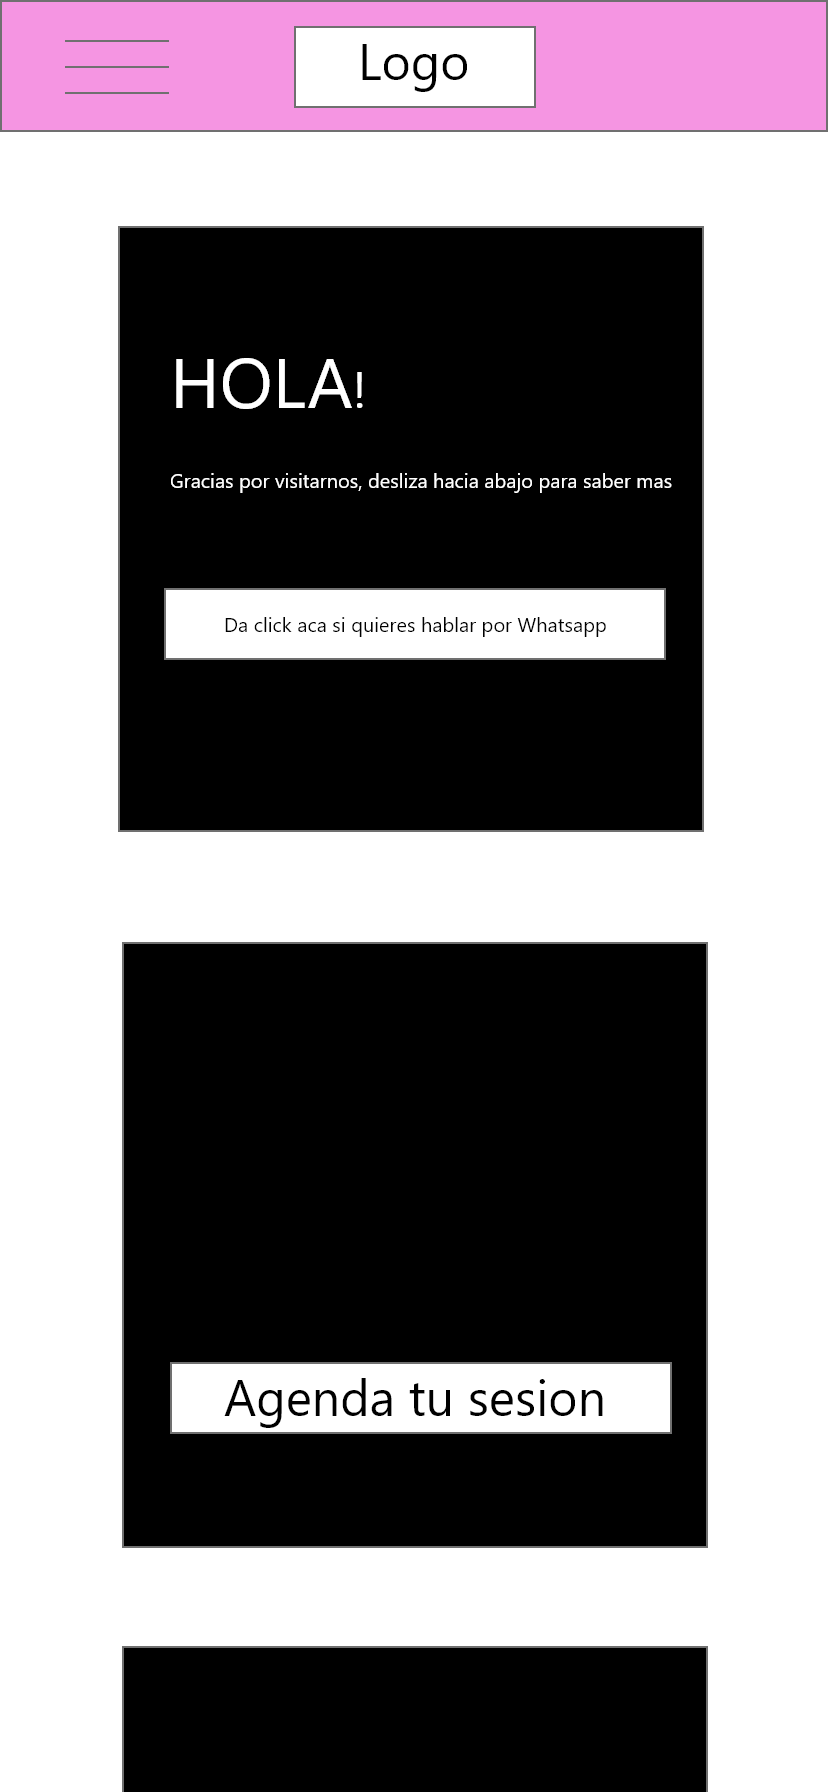 Logo
HOLA!
Gracias por visitarnos, desliza hacia abajo para saber mas
Da click aca si quieres hablar por Whatsapp
Agenda tu sesion